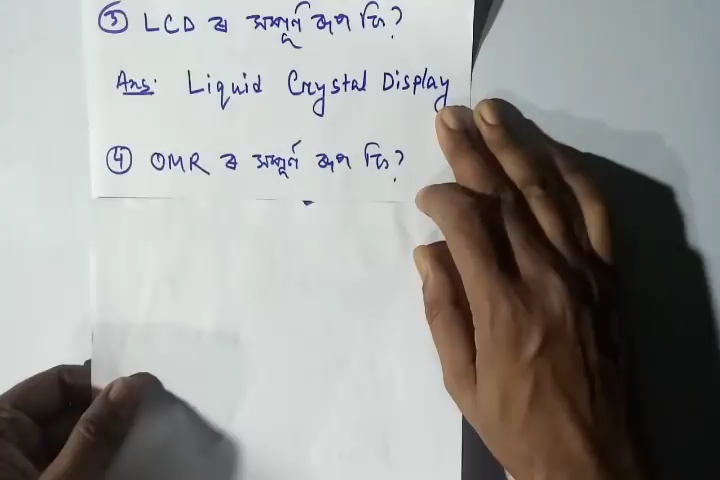 ③ LCD ৰ সম্পূৰ্ণ ৰূপ কি?
Ans: Liquid Crystal Display
④ OMR ৰ সম্পূৰ্ণ ৰূপ কি?